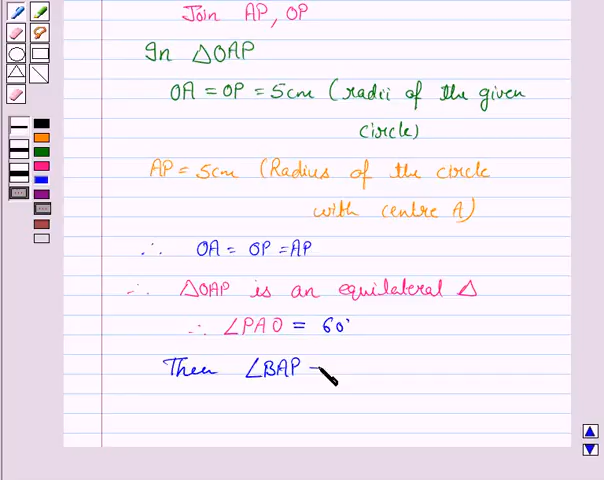 Join AP, OP
In △OAP
OA = OP = 5cm (radii of the given
circle)
AP = 5cm (Radius of the circle
with centre A)
∴ OA = OP = AP
∴ △OAP is an equilateral △
∴ ∠PAO = 60°
Then ∠BAP -